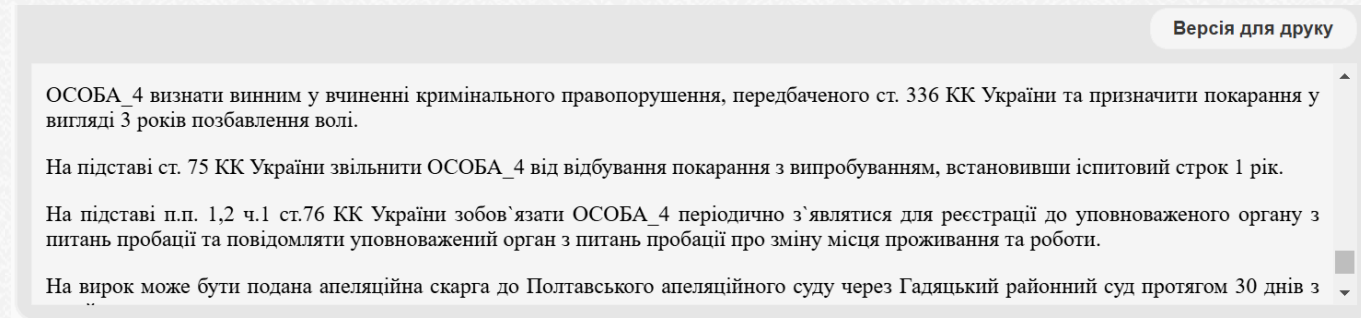 Версія для друку
ОСОБА_4 визнати винним у вчиненні кримінального правопорушення, передбаченого ст. 336 КК України та призначити покарання у
вигляді 3 років позбавлення волі.
На підставі ст. 75 КК України звільнити ОСОБА_4 від відбування покарання з випробуванням, встановивши іспитовий строк 1 рік.
На підставі п.п. 1,2 ч.1 ст.76 КК України зобов`язати ОСОБА_4 періодично з`являтися для реєстрації до уповноваженого органу з
питань пробації та повідомляти уповноважений орган з питань пробації про зміну місця проживання та роботи.
На вирок може бути подана апеляційна скарга до Полтавського апеляційного суду через Гадяцький районний суд протягом 30 днів з